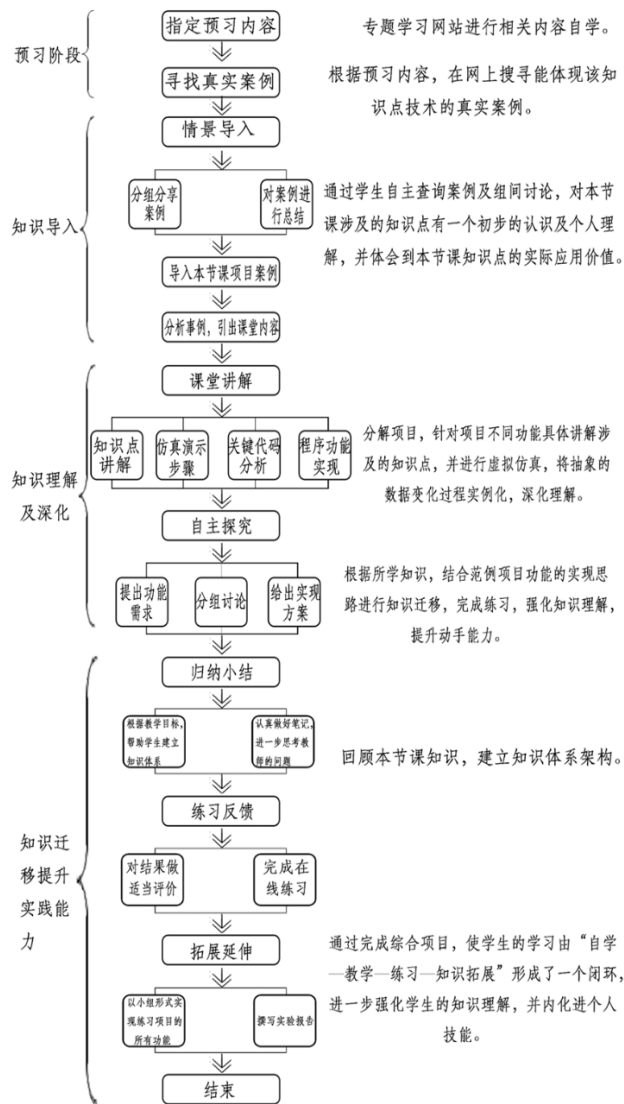 指定预习内容
专题学习网站进行相关内容自学。
预习阶段
寻找真实案例
根据预习内容，在网上搜寻能体现该知
识点技术的真实案例。
情景导入
知识导入
分组分享
案例
对案例进
行总结
通过学生自主查询案例及组间讨论，对本节
课涉及的知识点有一个初步的认识及个人理
解，并体会到本节课知识点的实际应用价值。
导入本节课项目案例
分析事例，引出课堂内容
课堂讲解
知识理解
及深化
知识点
讲解
仿真演示
步骤
关键代码
分析
程序功能
实现
分解项目，针对项目不同功能具体讲解涉
及的知识点，并进行虚拟仿真，将抽象的
数据变化过程实例化，深化理解。
自主探究
提出功能
需求
分组讨论
给出实现
方案
根据所学知识，结合范例项目功能的实现思
路进行知识迁移，完成练习，强化知识理解，
提升动手能力。
归纳小结
知识迁
移提升
实践能
力
根据教学目标，
帮助学生建立
知识体系
认真做好笔记，
进一步思考教
师的问题
回顾本节课知识，建立知识体系架构。
练习反馈
对结果做
适当评价
完成在
线练习
拓展延伸
以小组形式实
现练习项目的
所有功能
撰写实验报告
通过完成综合项目，使学生的学习由“自学
—教学—练习—知识拓展”形成了一个闭环，
进一步强化学生的知识理解，并内化进个人
技能。
结束